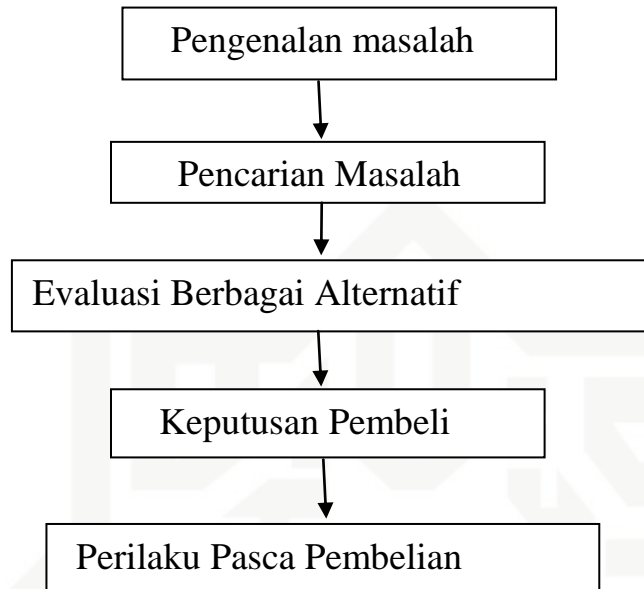 Pengenalan masalah
Pencarian Masalah
Evaluasi Berbagai Alternatif
Keputusan Pembeli
Perilaku Pasca Pembelian